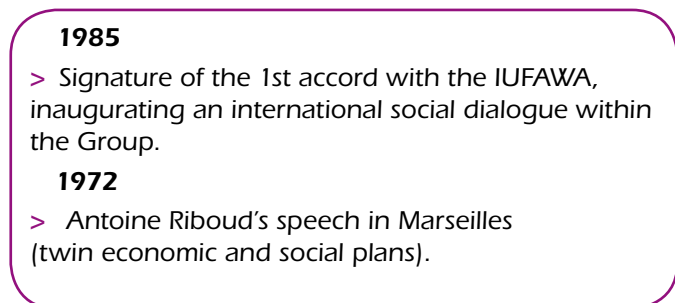 1985
> Signature of the 1st accord with the IUFAWA,
inaugurating an international social dialogue within
the Group.
1972
> Antoine Riboud's speech in Marseilles
(twin economic and social plans).